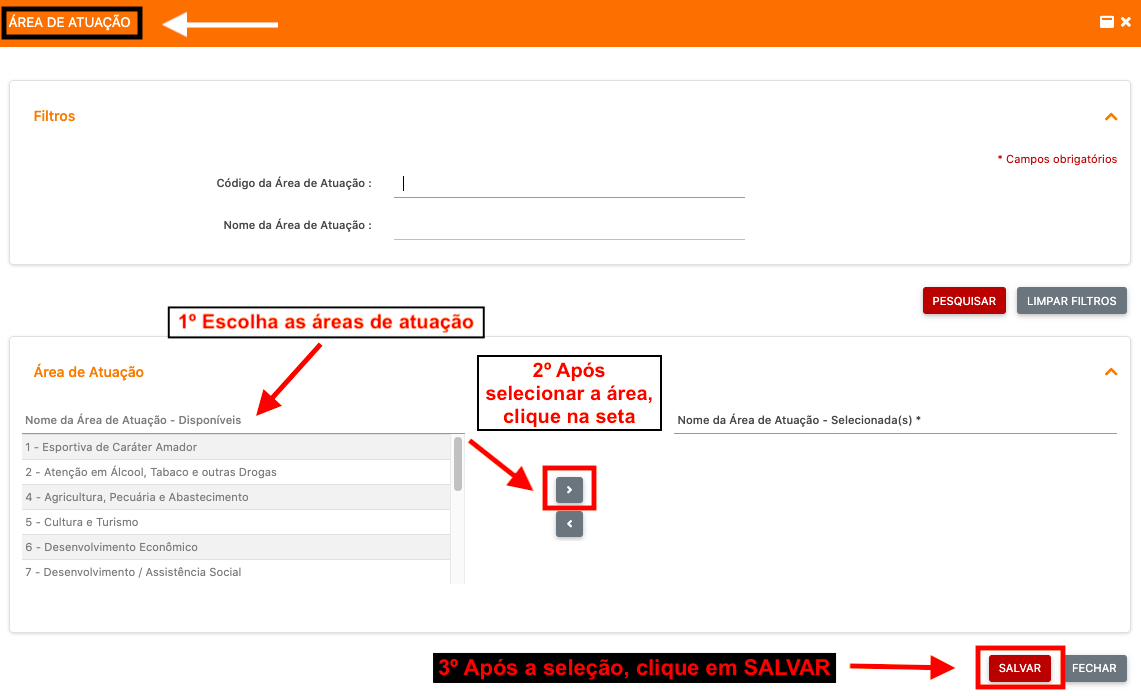 ÁREA DE ATUAÇÃO
Filtros
* Campos obrigatórios
Código da Área de Atuação :
Nome da Área de Atuação :
PESQUISAR
LIMPAR FILTROS
1º Escolha as áreas de atuação
Área de Atuação
2º Após
selecionar a área,
clique na seta
Nome da Área de Atuação - Disponíveis
Nome da Área de Atuação - Selecionada(s) *
1 - Esportiva de Caráter Amador
2 - Atenção em Álcool, Tabaco e outras Drogas
4 - Agricultura, Pecuária e Abastecimento
5 - Cultura e Turismo
6 - Desenvolvimento Econômico
7 - Desenvolvimento / Assistência Social
3º Após a seleção, clique em SALVAR
SALVAR
FECHAR